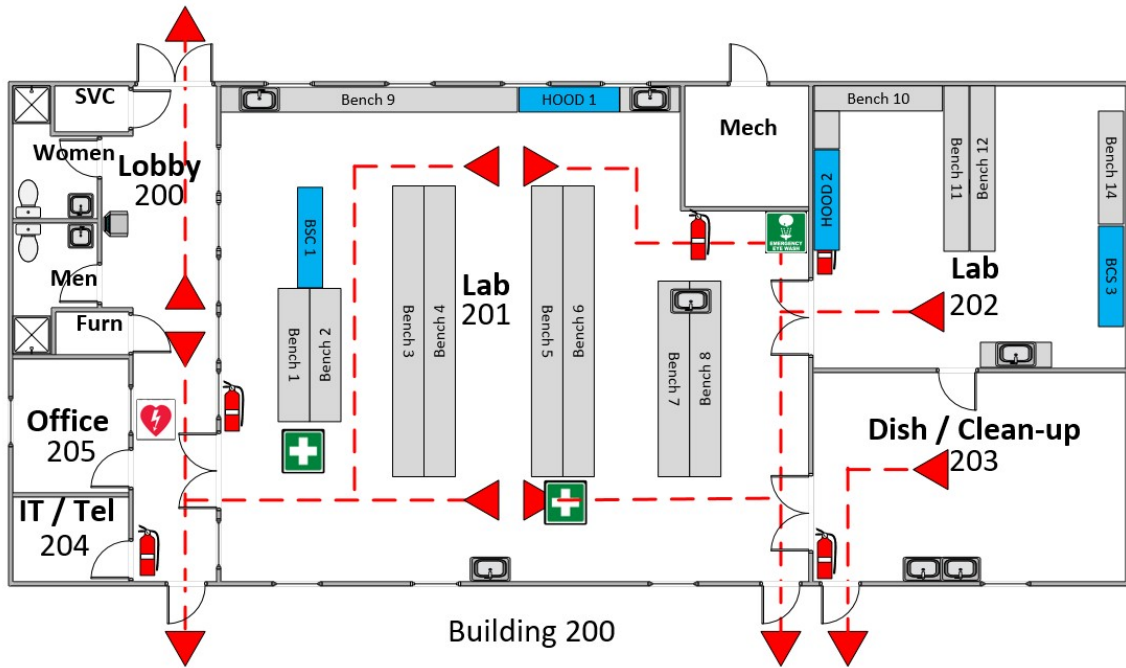 SVC
Women
Lobby
200
Men
Furn
Office
205
IT / Tel
204
Bench 9
HOOD 1
BSC 1
Bench 1
Bench 2
Bench 3
Bench 4
Lab
201
Bench 5
Bench 6
Bench 7
Bench 8
Mech
EMERGENCY
EYE WASH
Bench 10
HOOD 2
Bench 11
Bench 12
Bench 14
BCS 3
Lab
202
Dish / Clean-up
203
Building 200